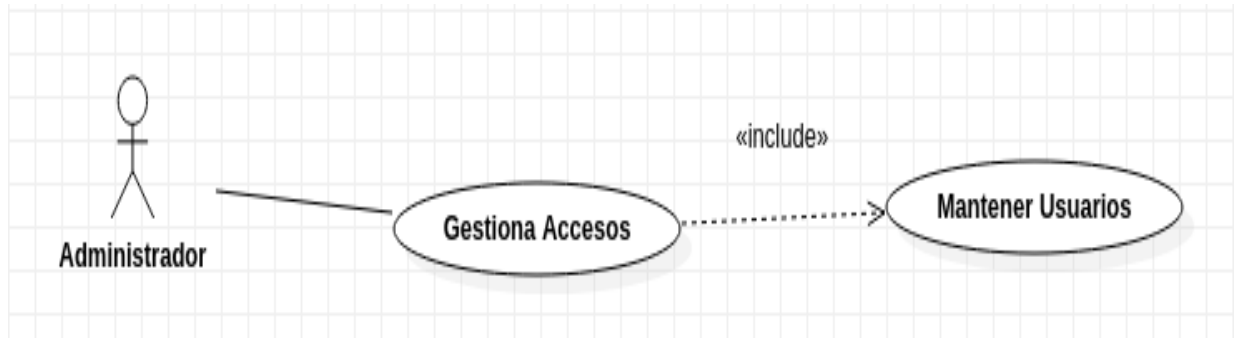 «include»
Mantener Usuarios
Gestiona Accesos
Administrador